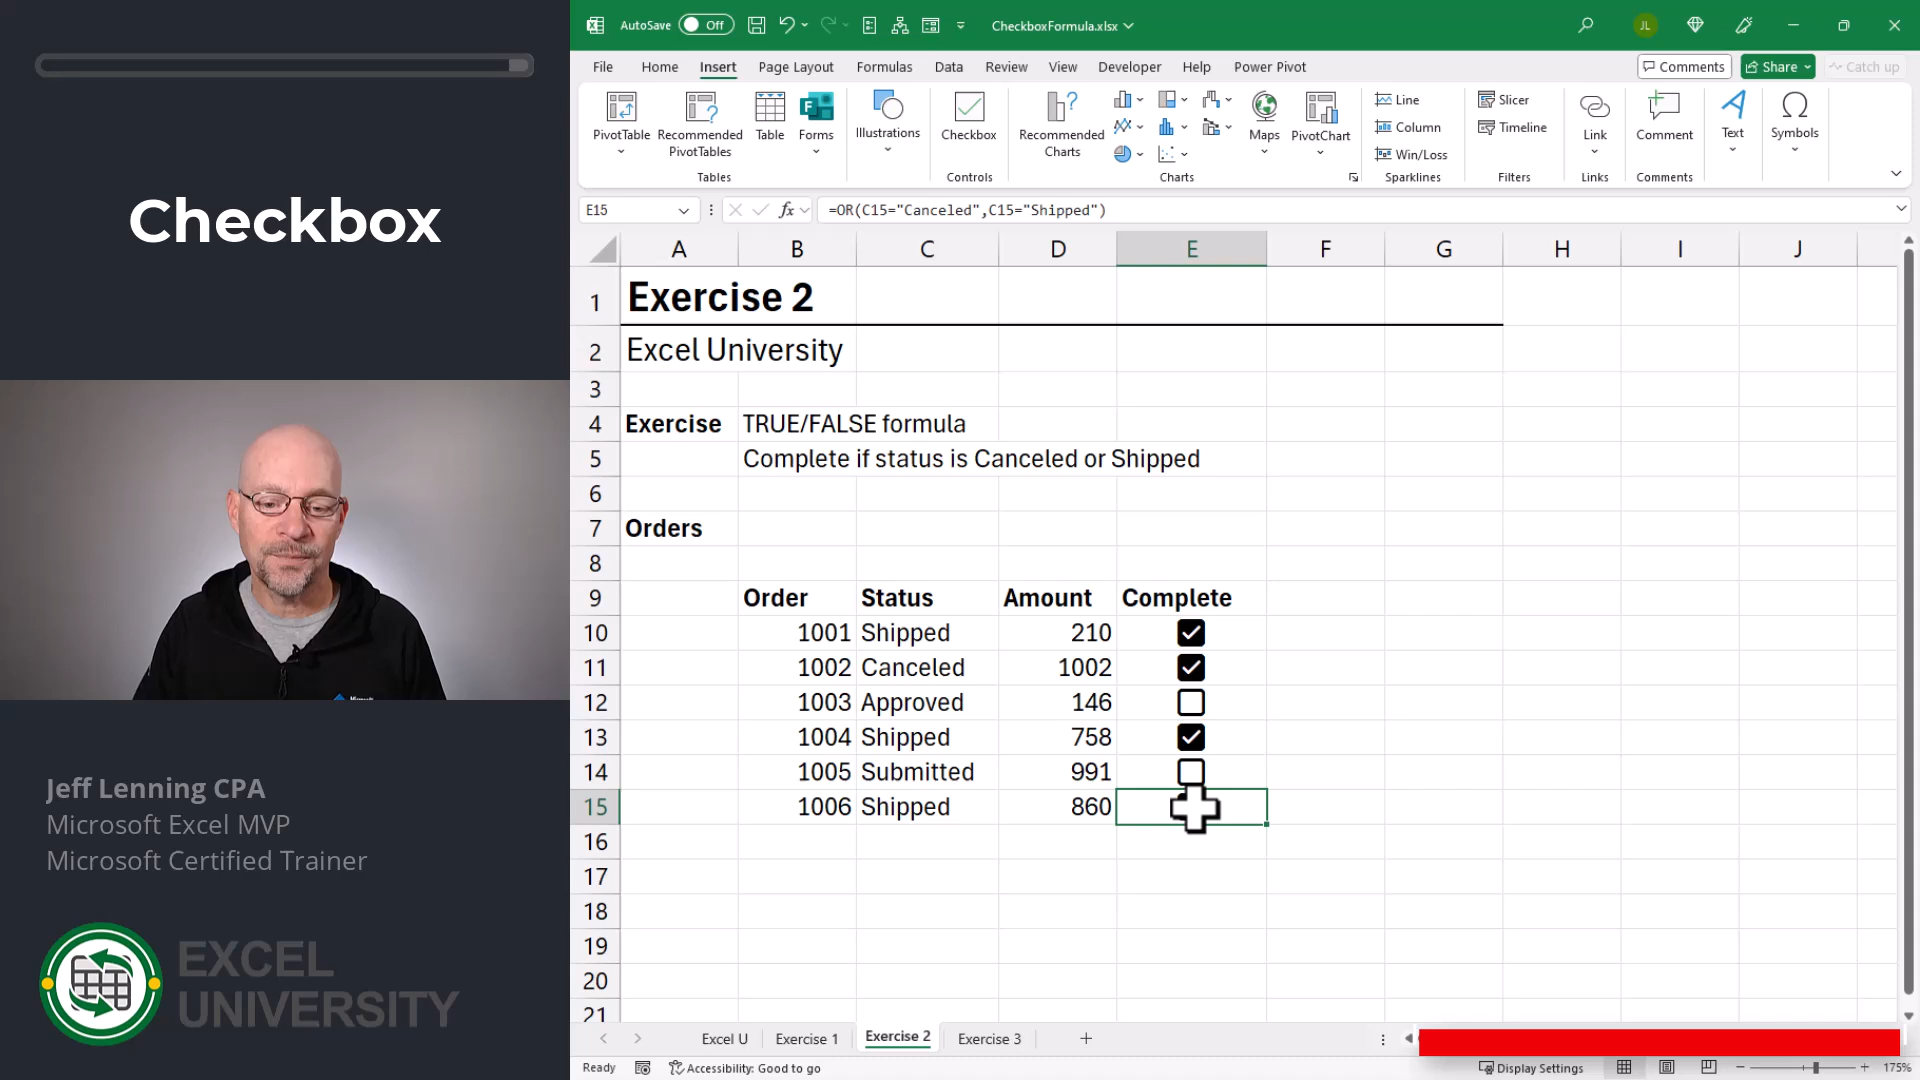 Checkbox
Jeff Lenning CPA
Microsoft Excel MVP
Microsoft Certified Trainer
EXCEL
UNIVERSITY
AutoSave Off
CheckboxFormula.xlsx
JL
File Home Insert Page Layout Formulas Data Review View Developer Help Power Pivot
Comments Share Catch up
PivotTable Recommended PivotTables Table Forms Illustrations Checkbox Recommended Charts Maps PivotChart Line Column Win/Loss Slicer Timeline Link Comment Text Symbols
Tables Controls Charts Sparklines Filters Links Comments
E15 fx =OR(C15="Canceled",C15="Shipped")
A B C D E F G H I J
1 Exercise 2
2 Excel University
3
4 Exercise TRUE/FALSE formula
5 Complete if status is Canceled or Shipped
6
7 Orders
8
9 Order Status Amount Complete
10 1001 Shipped 210
11 1002 Canceled 1002
12 1003 Approved 146
13 1004 Shipped 758
14 1005 Submitted 991
15 1006 Shipped 860
16
17
18
19
20
21
Excel U Exercise 1 Exercise 2 Exercise 3
Ready Accessibility: Good to go Display Settings 175%